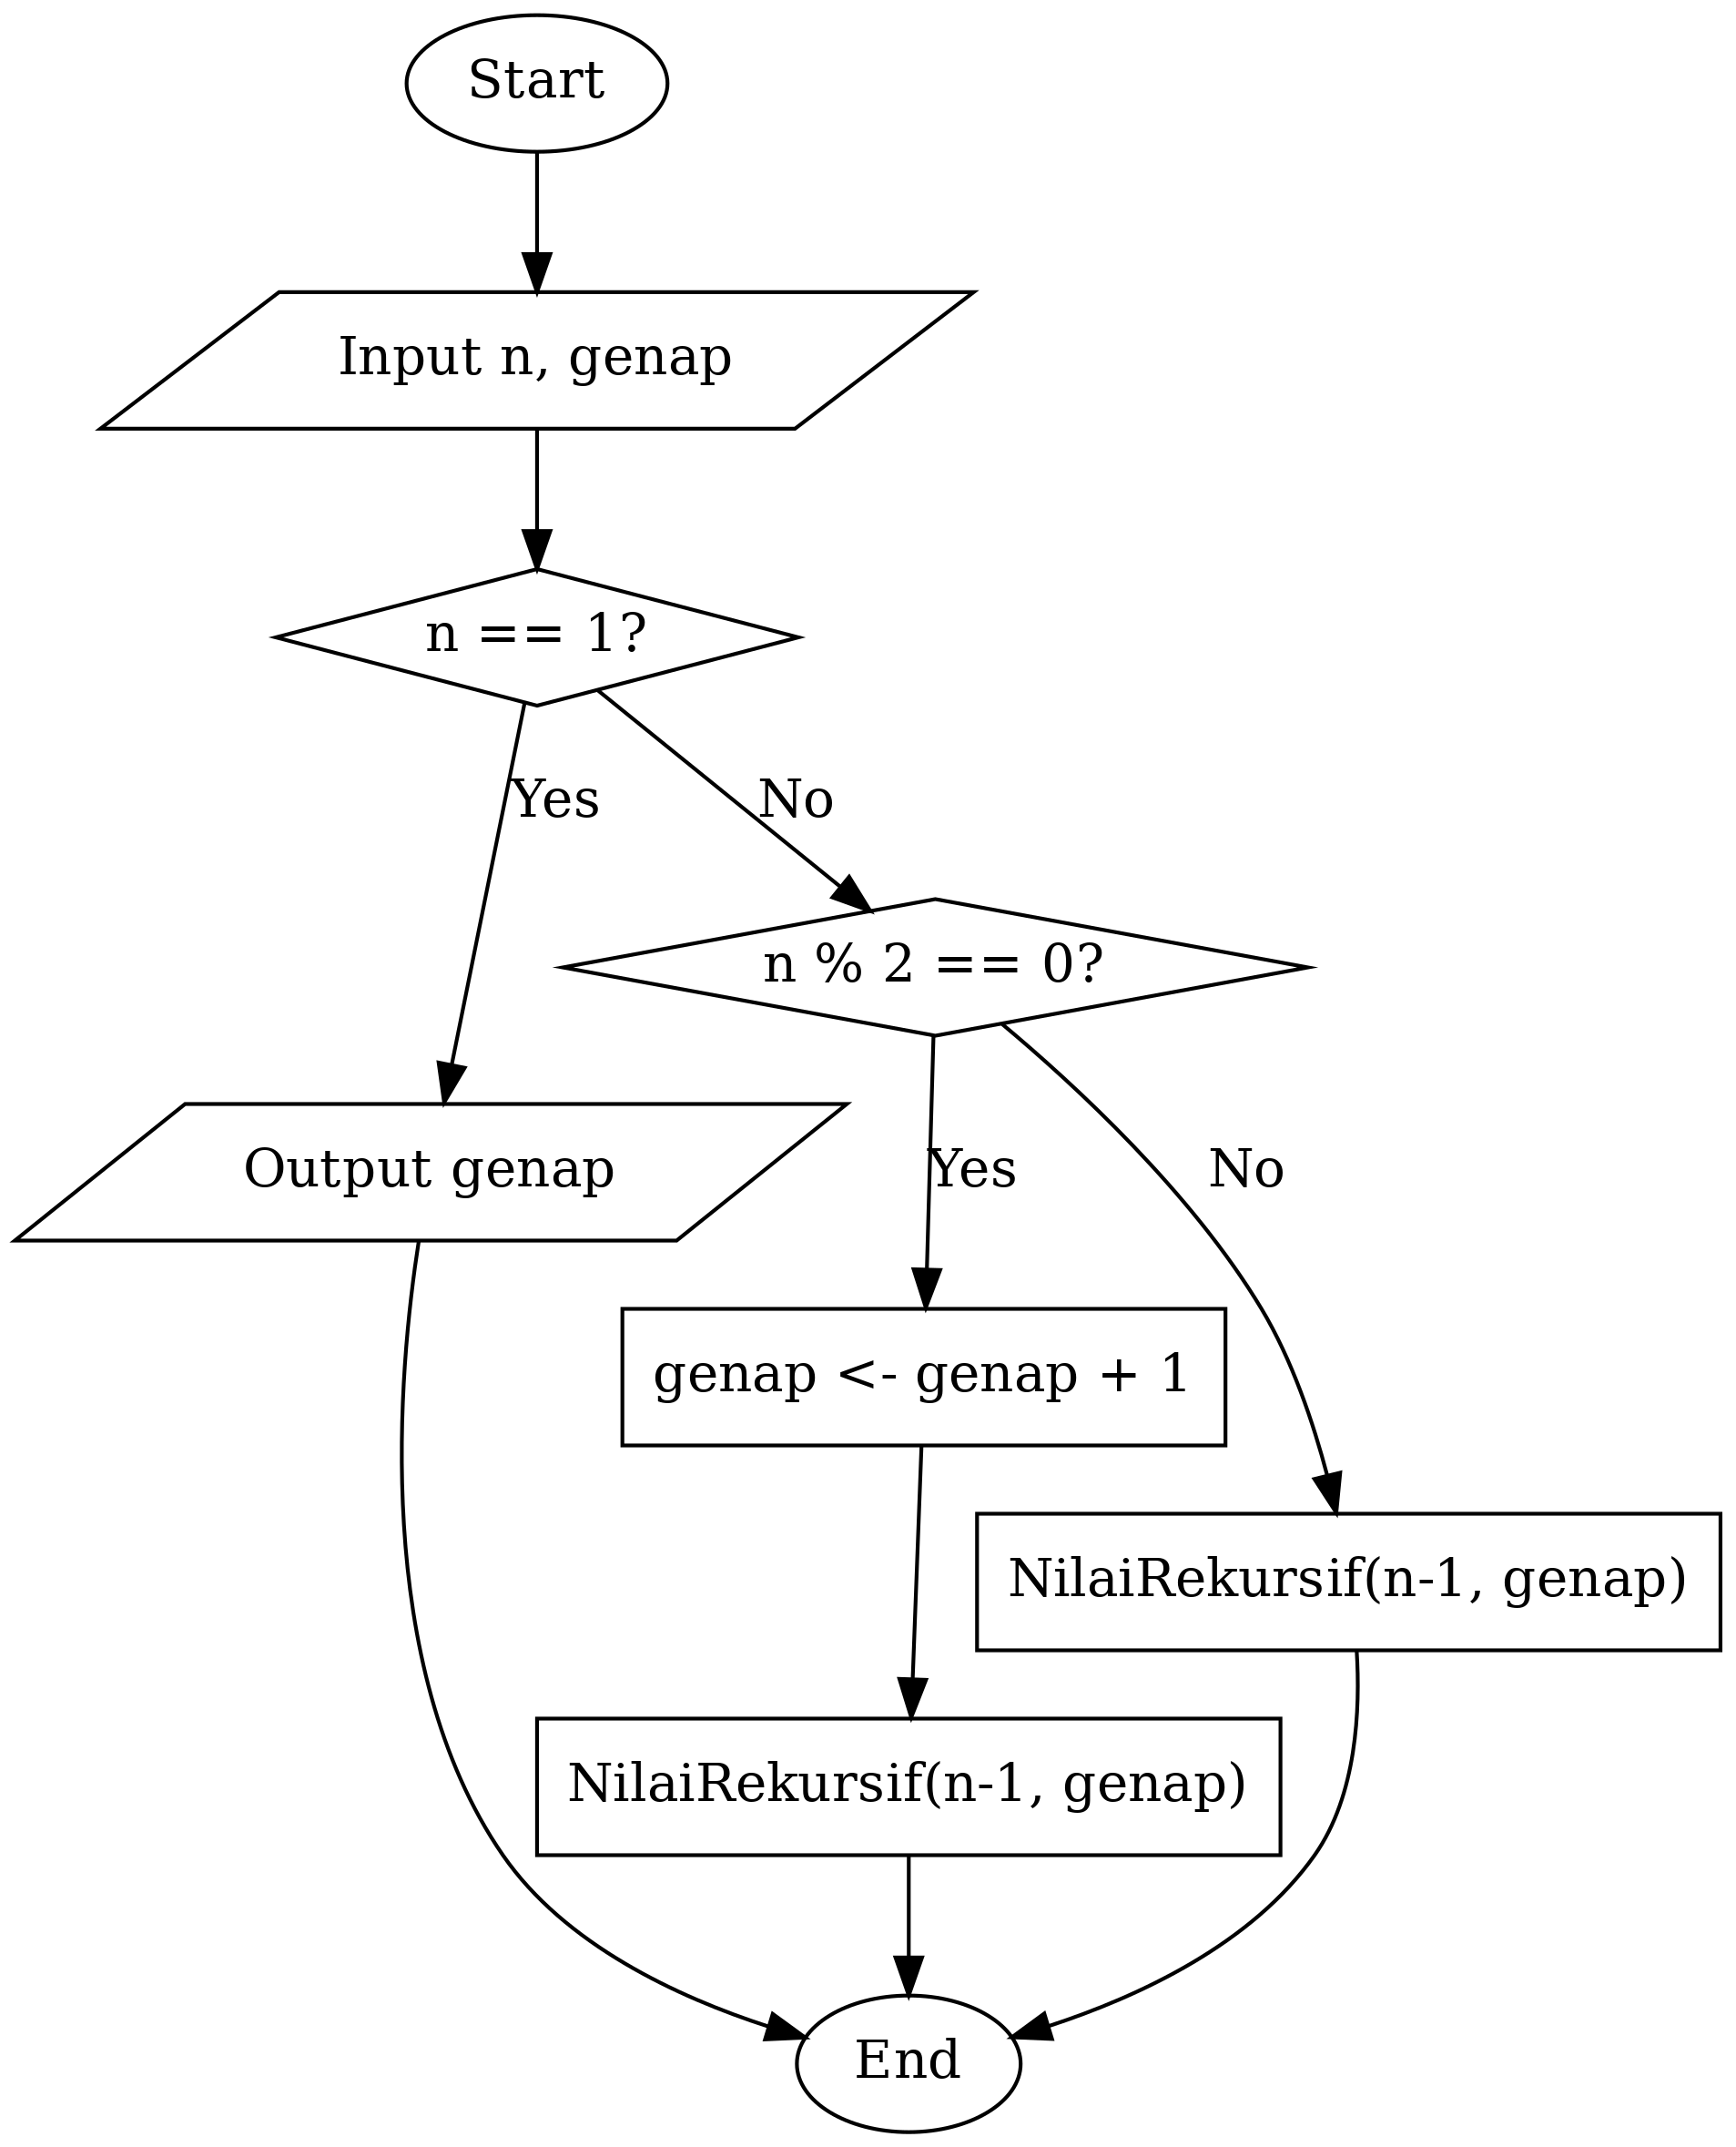 Start
Input n, genap
n == 1?
Yes
No
n % 2 == 0?
Output genap
Yes
No
genap <- genap + 1
NilaiRekursif(n-1, genap)
NilaiRekursif(n-1, genap)
End